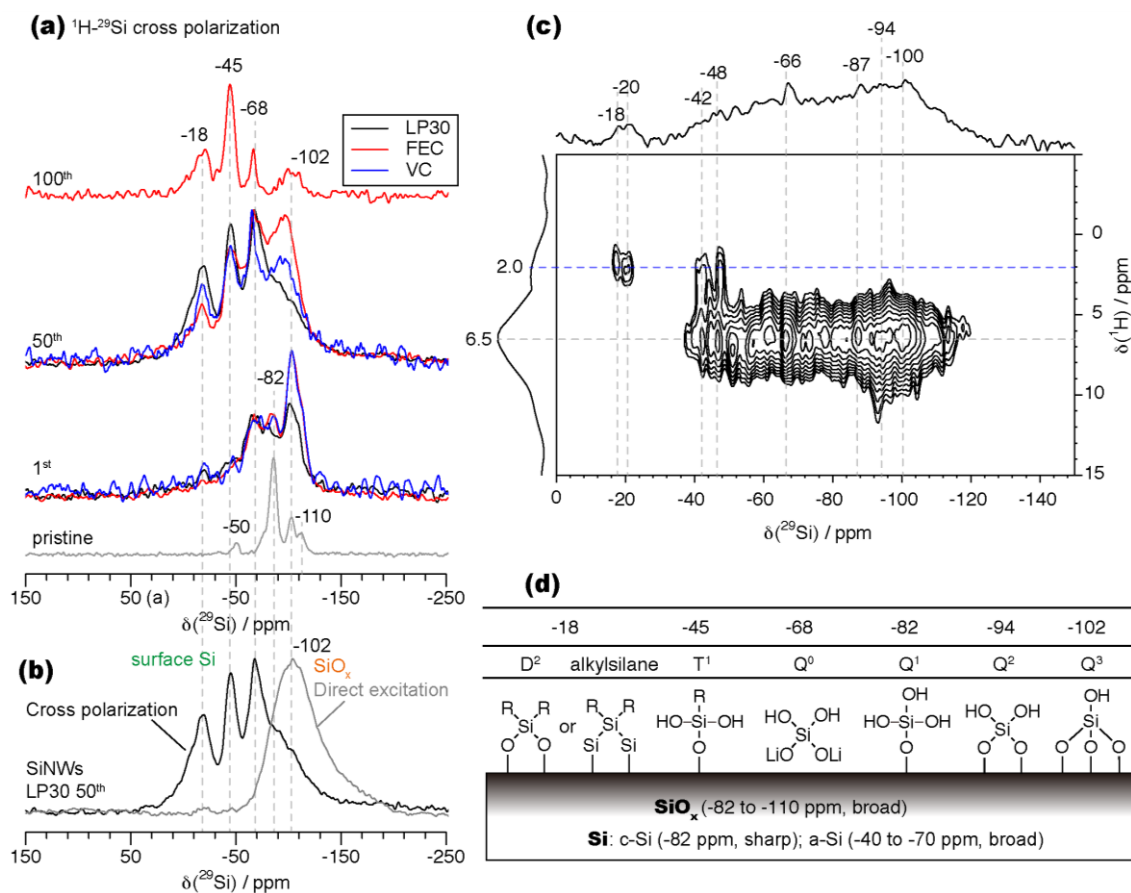 (a) ¹H-²⁹Si cross polarization
-45
-68
-18
-102
LP30
FEC
VC
100th
50th
-82
1st
-50
-110
pristine
150 50 (a) -50 -150 -250
δ(²⁹Si) / ppm
(b)
surface Si
-102
SiOx
Direct excitation
Cross polarization
SiNWs
LP30 50th
150 50 -50 -150 -250
δ(²⁹Si) / ppm
(c)
-94
-66 -87 -100
-48
-20 -42
-18
2.0
6.5
0
5
10
15
δ(¹H) / ppm
0 -20 -40 -60 -80 -100 -120 -140
δ(²⁹Si) / ppm
(d)
-18 -45 -68 -82 -94 -102
D² alkylsilane T¹ Q⁰ Q¹ Q² Q³
R R R R R OH OH OH OH HO OH OH
Si or Si HO-Si-OH Si HO-Si-OH Si Si
O O Si Si O LiO OLi O O O O O O
SiOx (-82 to -110 ppm, broad)
Si: c-Si (-82 ppm, sharp); a-Si (-40 to -70 ppm, broad)